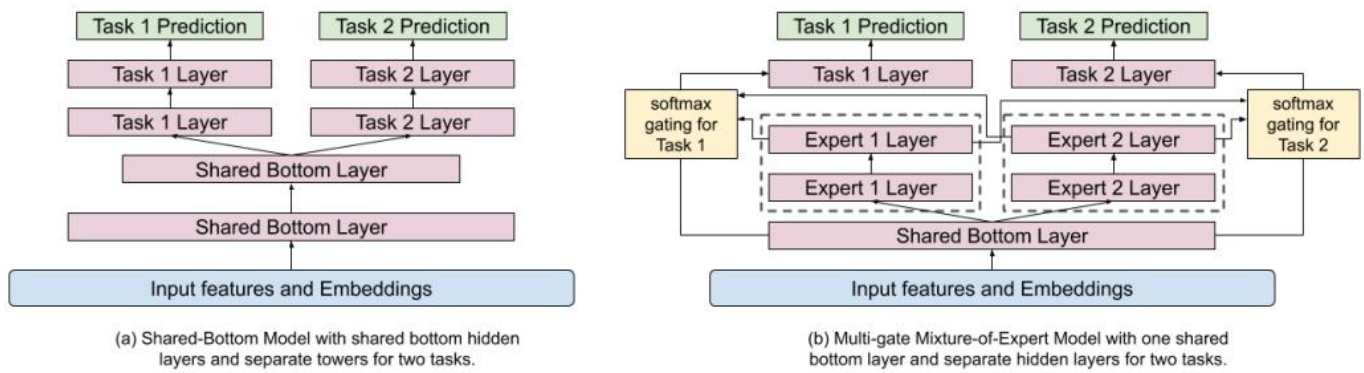 Task 1 Prediction
Task 2 Prediction
Task 1 Layer
Task 2 Layer
Task 1 Layer
Task 2 Layer
Shared Bottom Layer
Shared Bottom Layer
Input features and Embeddings
(a) Shared-Bottom Model with shared bottom hidden
layers and separate towers for two tasks.
Task 1 Prediction
Task 2 Prediction
Task 1 Layer
Task 2 Layer
softmax
gating for
Task 1
Expert 1 Layer
Expert 2 Layer
softmax
gating for
Task 2
Expert 1 Layer
Expert 2 Layer
Shared Bottom Layer
Input features and Embeddings
(b) Multi-gate Mixture-of-Expert Model with one shared
bottom layer and separate hidden layers for two tasks.